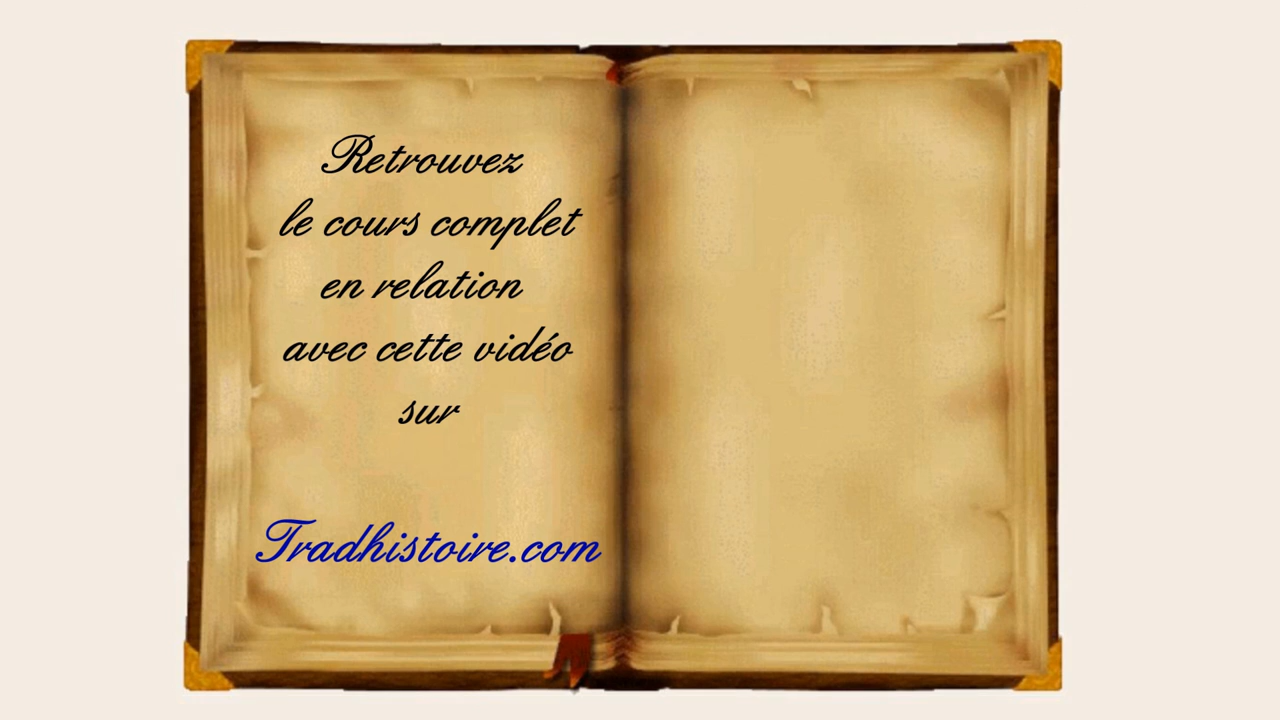 Retrouvez
le cours complet
en relation
avec cette vidéo
sur
Tradhistoire.com